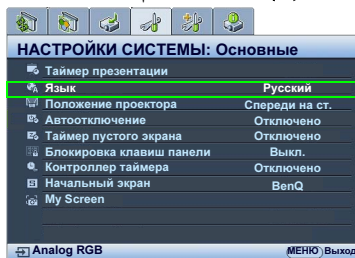 НАСТРОЙКИ СИСТЕМЫ: Основные
Таймер презентации
Язык Русский
Положение проектора Спереди на ст.
Автоотключение Отключено
Таймер пустого экрана Отключено
Блокировка клавиш панели Выкл.
Контроллер таймера Отключено
Начальный экран BenQ
My Screen
Analog RGB МЕНЮ Выход